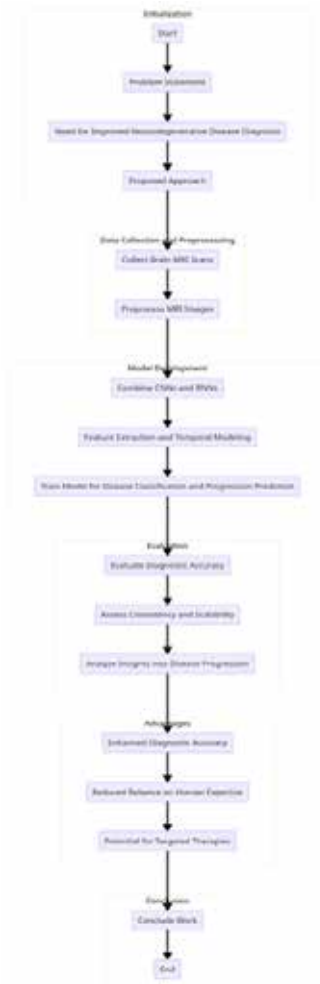 Initialization
Start
Problem Statement
Need for Improved Neurodegenerative Disease Diagnosis
Proposed Approach
Data Collection and Preprocessing
Collect Brain MRI Scans
Preprocess MRI Images
Model Development
Combine CNNs and RNNs
Feature Extraction and Temporal Modeling
Train Model for Disease Classification and Progression Prediction
Evaluation
Evaluate Diagnostic Accuracy
Assess Consistency and Scalability
Analyze Insights into Disease Progression
Advantages
Enhanced Diagnostic Accuracy
Reduced Reliance on Human Expertise
Potential for Targeted Therapies
Conclusion
Conclude Work
End